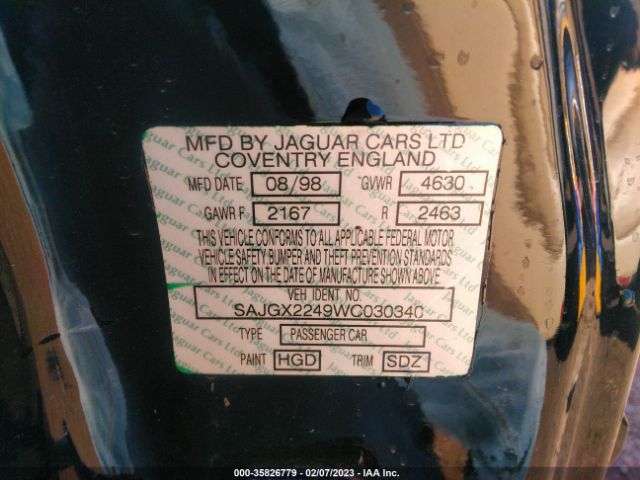 MFD BY JAGUAR CARS LTD
COVENTRY ENGLAND
MFD DATE 08/98 GVWR 4630
GAWR F 2167 R 2463
THIS VEHICLE CONFORMS TO ALL APPLICABLE FEDERAL MOTOR
VEHICLE SAFETY BUMPER AND THEFT PREVENTION STANDARDS
IN EFFECT ON THE DATE OF MANUFACTURE SHOWN ABOVE.
VEH IDENT NO.
SAJGX2249WC030340
TYPE PASSENGER CAR
PAINT HGD TRIM SDZ
000-35826779 - 02/07/2023 - IAA Inc.